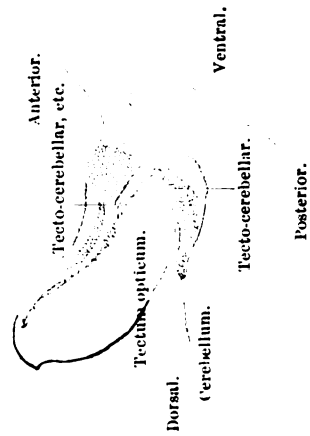 Anterior.
Tecto-cerebellar, etc.
Ventral.
Tectum opticum.
Tecto-cerebellar.
Dorsal.
Cerebellum.
Posterior.